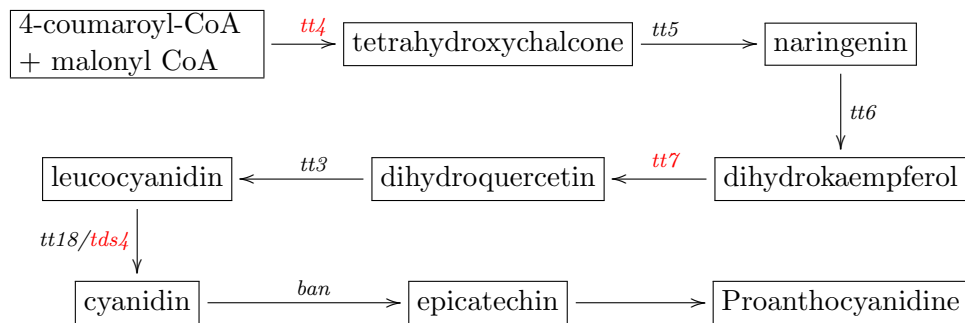 4-coumaroyl-CoA
+ malonyl CoA
tt4
tetrahydroxychalcone
tt5
naringenin
tt6
leucocyanidin
tt3
dihydroquercetin
tt7
dihydrokaempferol
tt18/tds4
cyanidin
ban
epicatechin
Proanthocyanidine